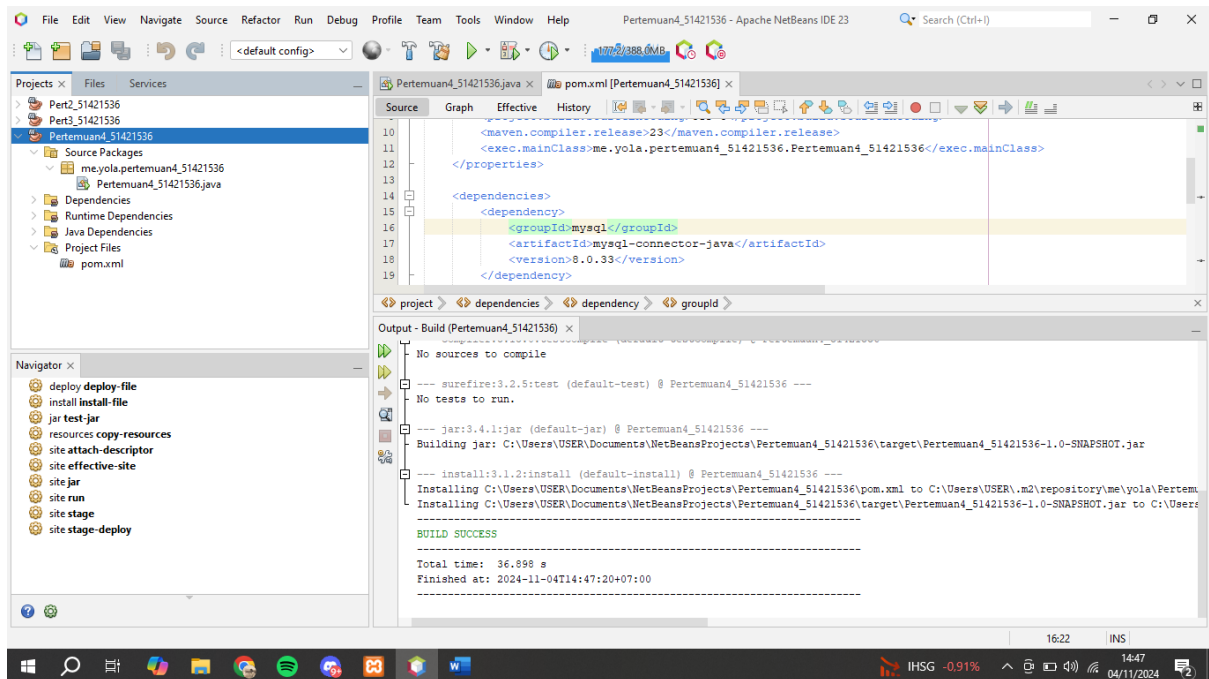 File Edit View Navigate Source Refactor Run Debug Profile Team Tools Window Help Pertemuan4_51421536 - Apache NetBeans IDE 23 Search (Ctrl+I)
<default config> 177,2/388,0MB
Projects Files Services
Pert2_51421536
Pert3_51421536
Pertemuan4_51421536
Source Packages
me.yola.pertemuan4_51421536
Pertemuan4_51421536.java
Dependencies
Runtime Dependencies
Java Dependencies
Project Files
pom.xml
Navigator
deploy deploy-file
install install-file
jar test-jar
resources copy-resources
site attach-descriptor
site effective-site
site jar
site run
site stage
site stage-deploy
Pertemuan4_51421536.java pom.xml [Pertemuan4_51421536]
Source Graph Effective History
10 <maven.compiler.release>23</maven.compiler.release>
11 <exec.mainClass>me.yola.pertemuan4_51421536.Pertemuan4_51421536</exec.mainClass>
12 </properties>
13
14 <dependencies>
15 <dependency>
16 <groupId>mysql</groupId>
17 <artifactId>mysql-connector-java</artifactId>
18 <version>8.0.33</version>
19 </dependency>
project dependencies dependency groupId
Output - Build (Pertemuan4_51421536)
No sources to compile
--- surefire:3.2.5:test (default-test) @ Pertemuan4_51421536 ---
No tests to run.
--- jar:3.4.1:jar (default-jar) @ Pertemuan4_51421536 ---
Building jar: C:\Users\USER\Documents\NetBeansProjects\Pertemuan4_51421536\target\Pertemuan4_51421536-1.0-SNAPSHOT.jar
--- install:3.1.2:install (default-install) @ Pertemuan4_51421536 ---
Installing C:\Users\USER\Documents\NetBeansProjects\Pertemuan4_51421536\pom.xml to C:\Users\USER\.m2\repository\me\yola\Pertemu
Installing C:\Users\USER\Documents\NetBeansProjects\Pertemuan4_51421536\target\Pertemuan4_51421536-1.0-SNAPSHOT.jar to C:\Users
------------------------------------------------------------------------
BUILD SUCCESS
------------------------------------------------------------------------
Total time: 36.898 s
Finished at: 2024-11-04T14:47:20+07:00
------------------------------------------------------------------------
16:22 INS
IHSG -0,91% 14:47
04/11/2024